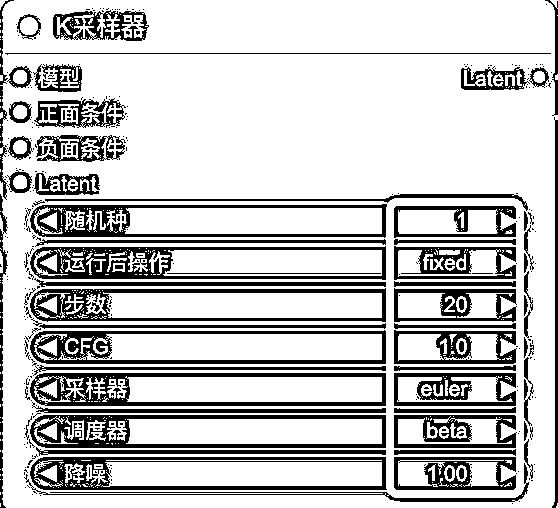 K采样器
模型 Latent
正面条件
负面条件
Latent
随机种 1
运行后操作 fixed
步数 20
CFG 1.0
采样器 euler
调度器 beta
降噪 1.00